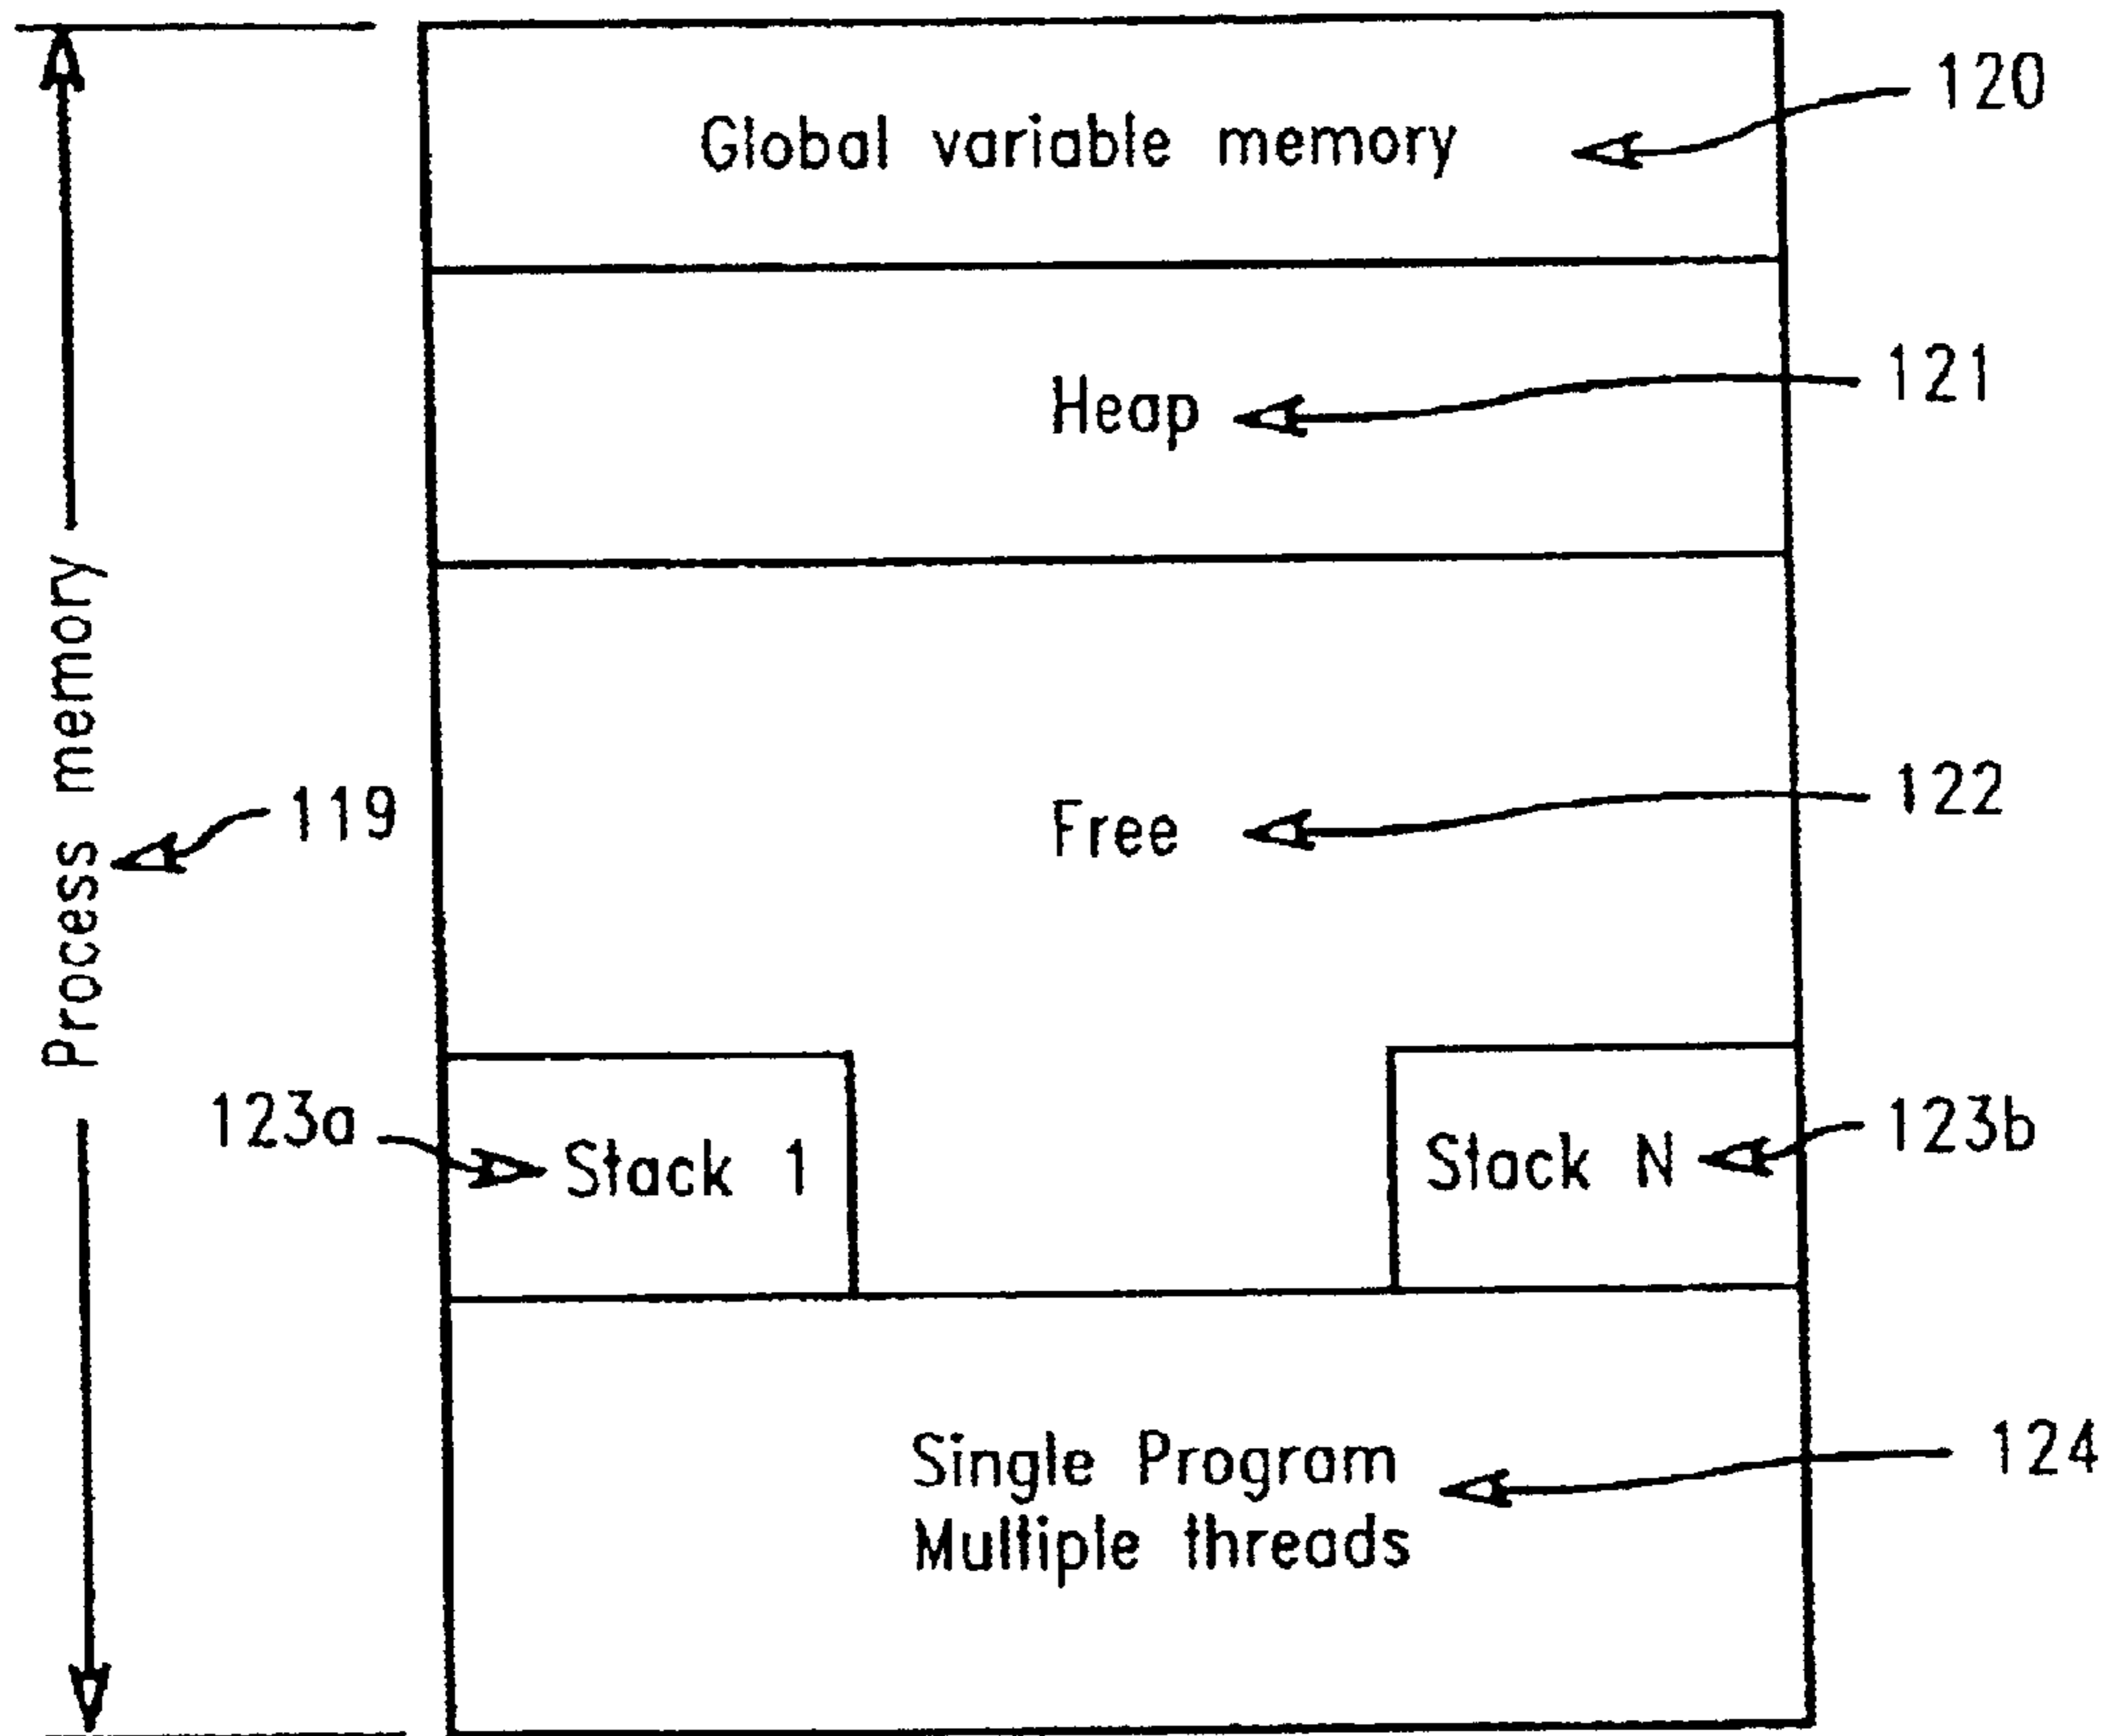 Global variable memory
120
Heap
121
Process memory
119
Free
122
123a
Stack 1
Stack N
123b
Single Program
Multiple threads
124